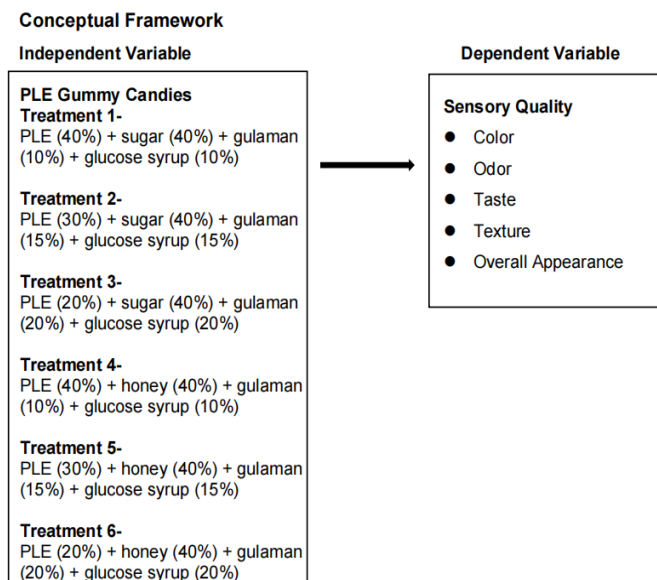 Conceptual Framework
Independent Variable
Dependent Variable
PLE Gummy Candies
Treatment 1-
PLE (40%) + sugar (40%) + gulaman
(10%) + glucose syrup (10%)
Treatment 2-
PLE (30%) + sugar (40%) + gulaman
(15%) + glucose syrup (15%)
Treatment 3-
PLE (20%) + sugar (40%) + gulaman
(20%) + glucose syrup (20%)
Treatment 4-
PLE (40%) + honey (40%) + gulaman
(10%) + glucose syrup (10%)
Treatment 5-
PLE (30%) + honey (40%) + gulaman
(15%) + glucose syrup (15%)
Treatment 6-
PLE (20%) + honey (40%) + gulaman
(20%) + glucose syrup (20%)
Sensory Quality
● Color
● Odor
● Taste
● Texture
● Overall Appearance